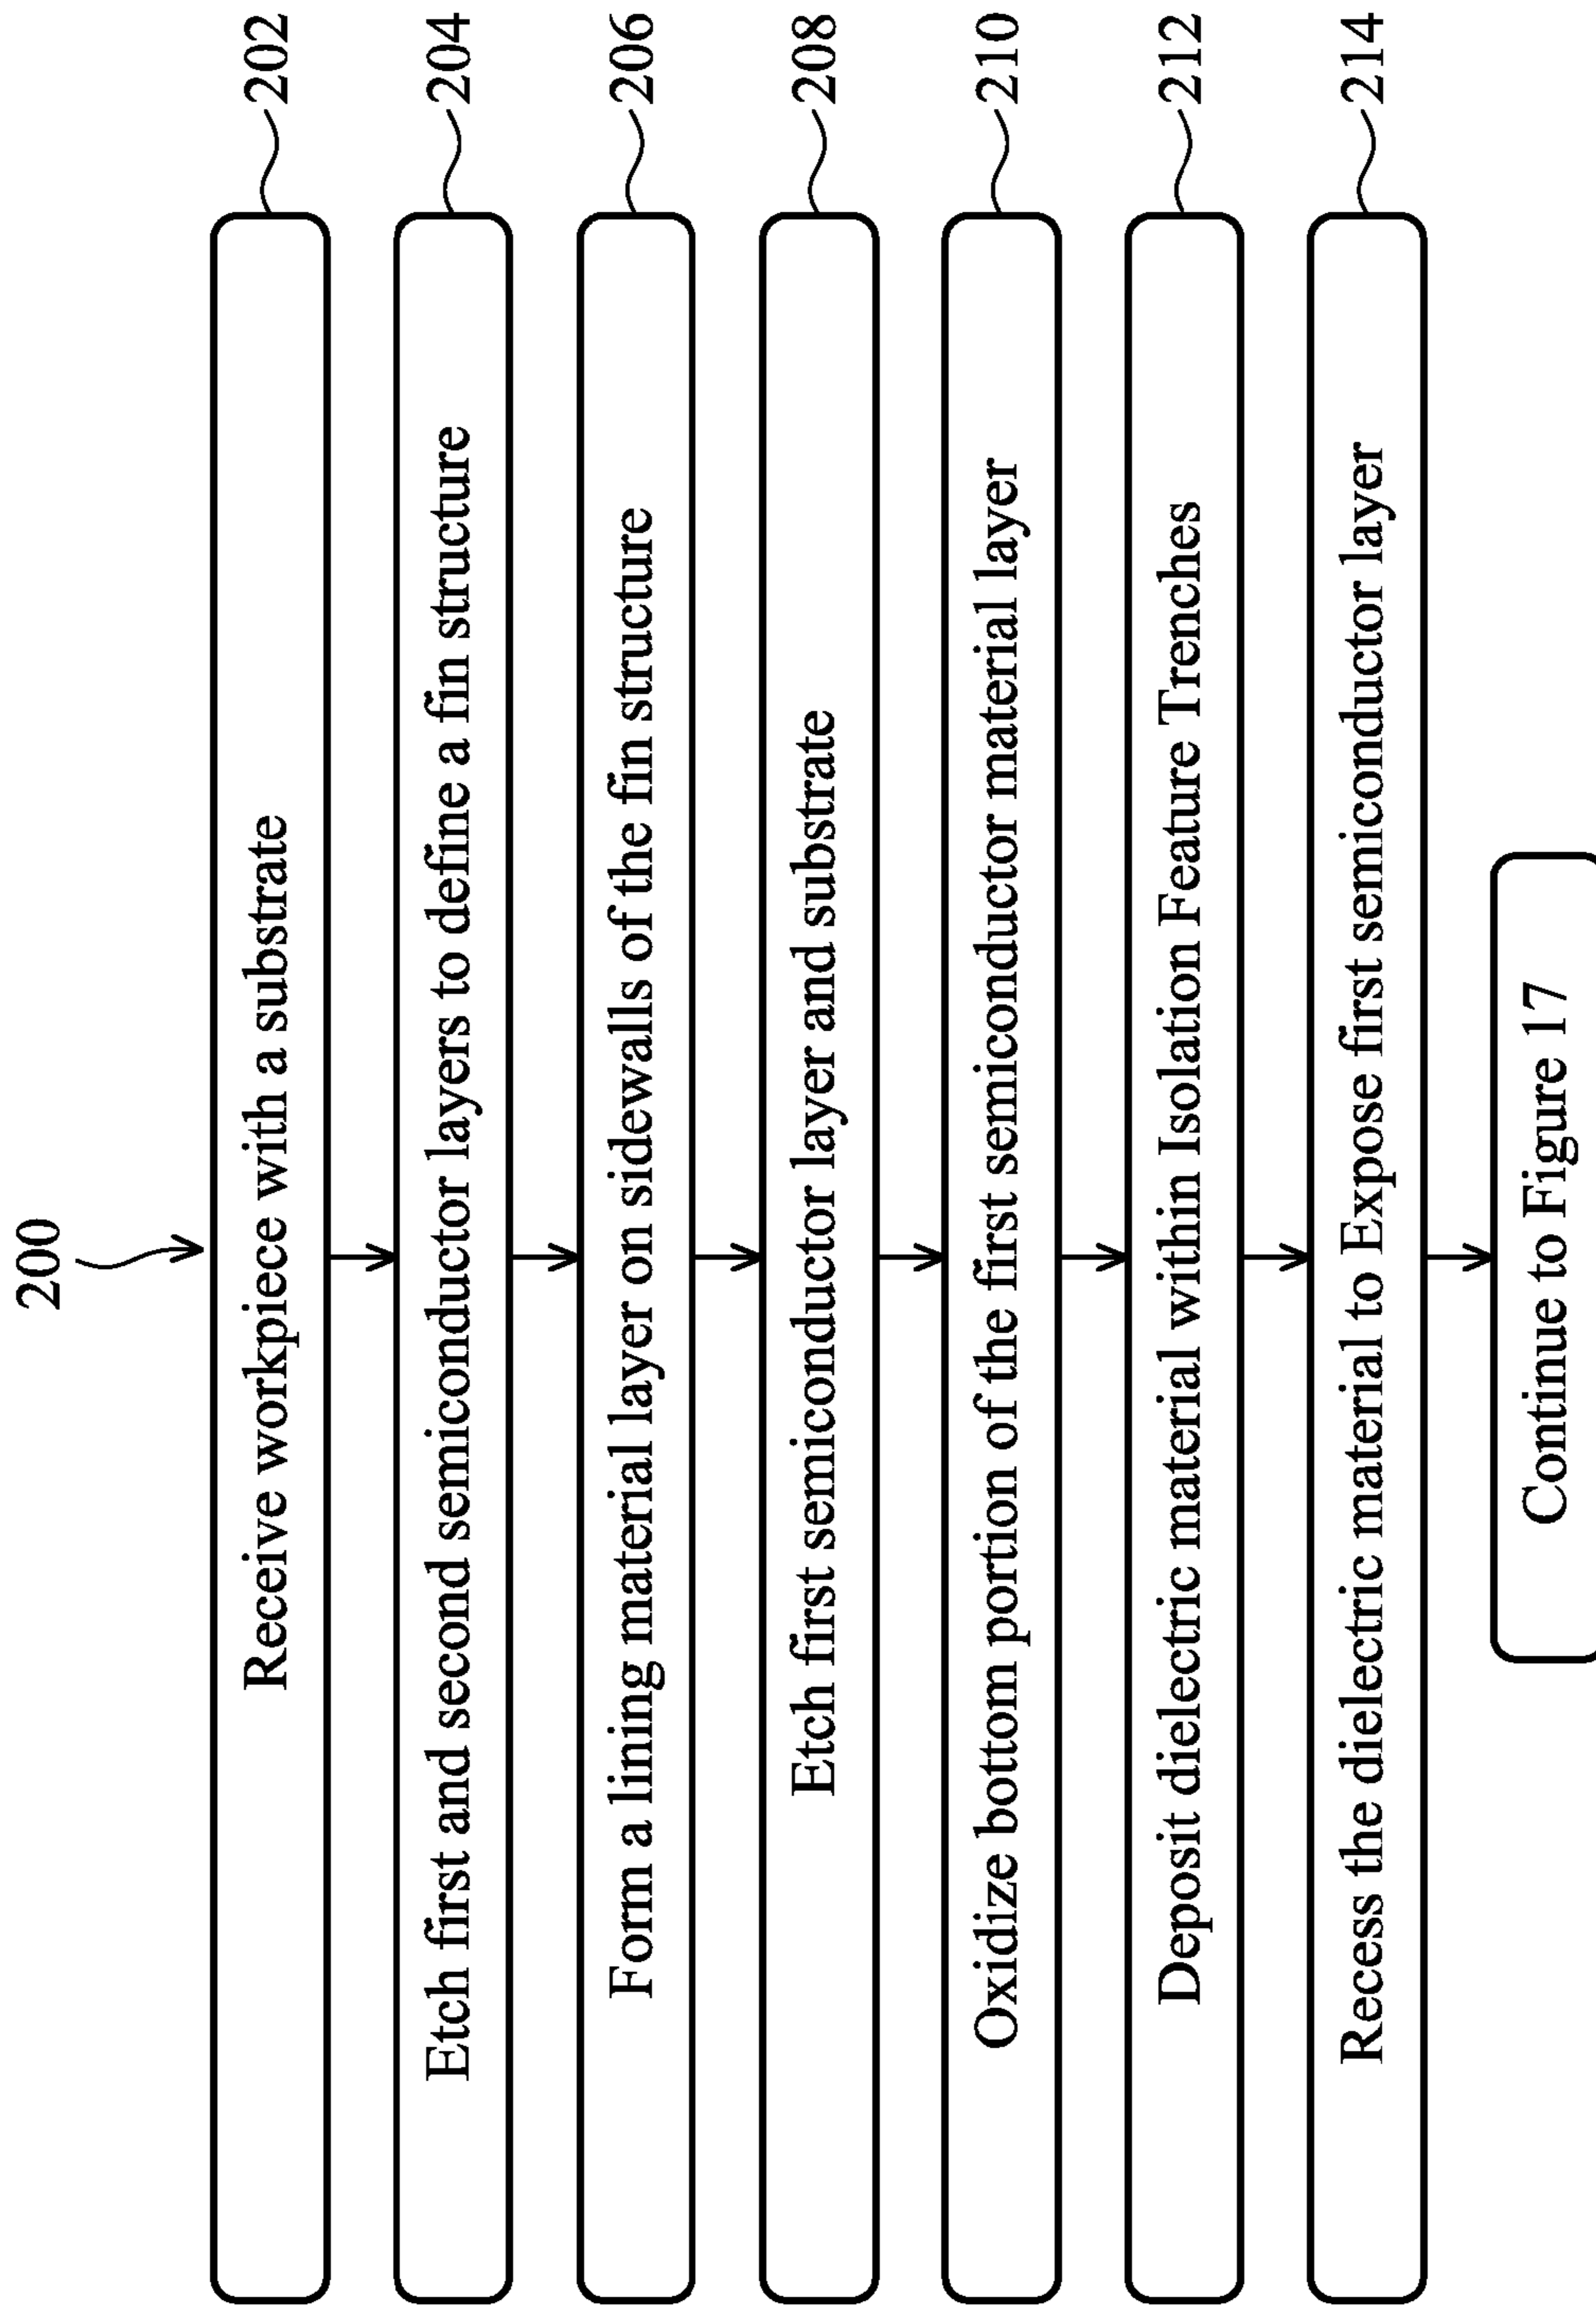 200
Receive workpiece with a substrate
202
Etch first and second semiconductor layers to define a fin structure
204
Form a lining material layer on sidewalls of the fin structure
206
Etch first semiconductor layer and substrate
208
Oxidize bottom portion of the first semiconductor material layer
210
Deposit dielectric material within Isolation Feature Trenches
212
Recess the dielectric material to Expose first semiconductor layer
214
Continue to Figure 17